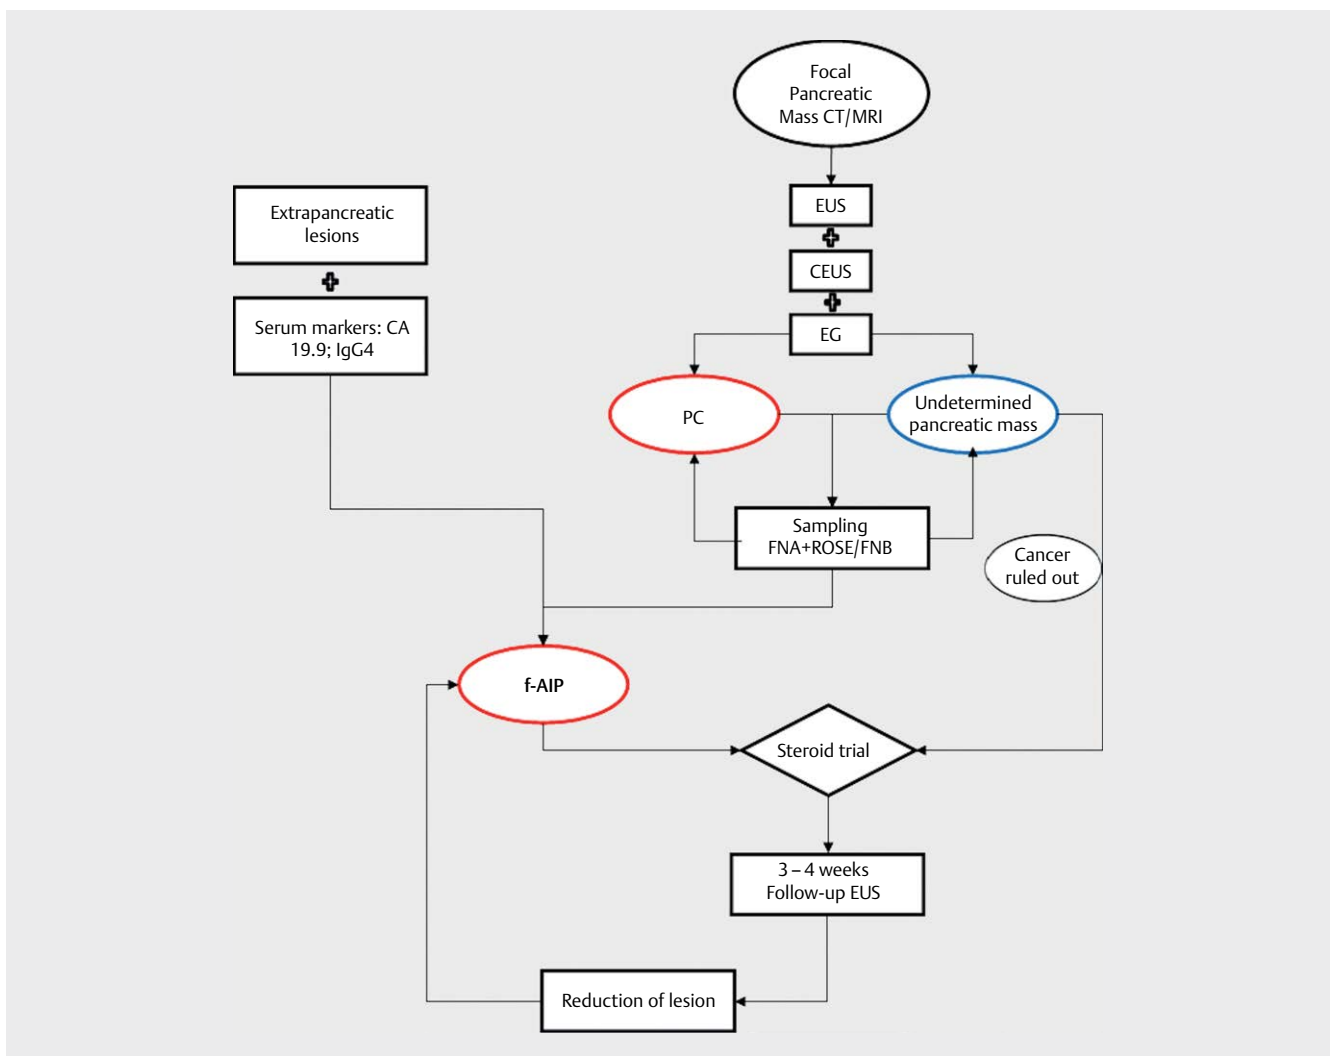 Focal
Pancreatic
Mass CT/MRI
EUS
Extrapancreatic
lesions
CEUS
Serum markers: CA
19.9; IgG4
EG
PC
Undetermined
pancreatic mass
Sampling
FNA+ROSE/FNB
Cancer
ruled out
f-AIP
Steroid trial
3 – 4 weeks
Follow-up EUS
Reduction of lesion